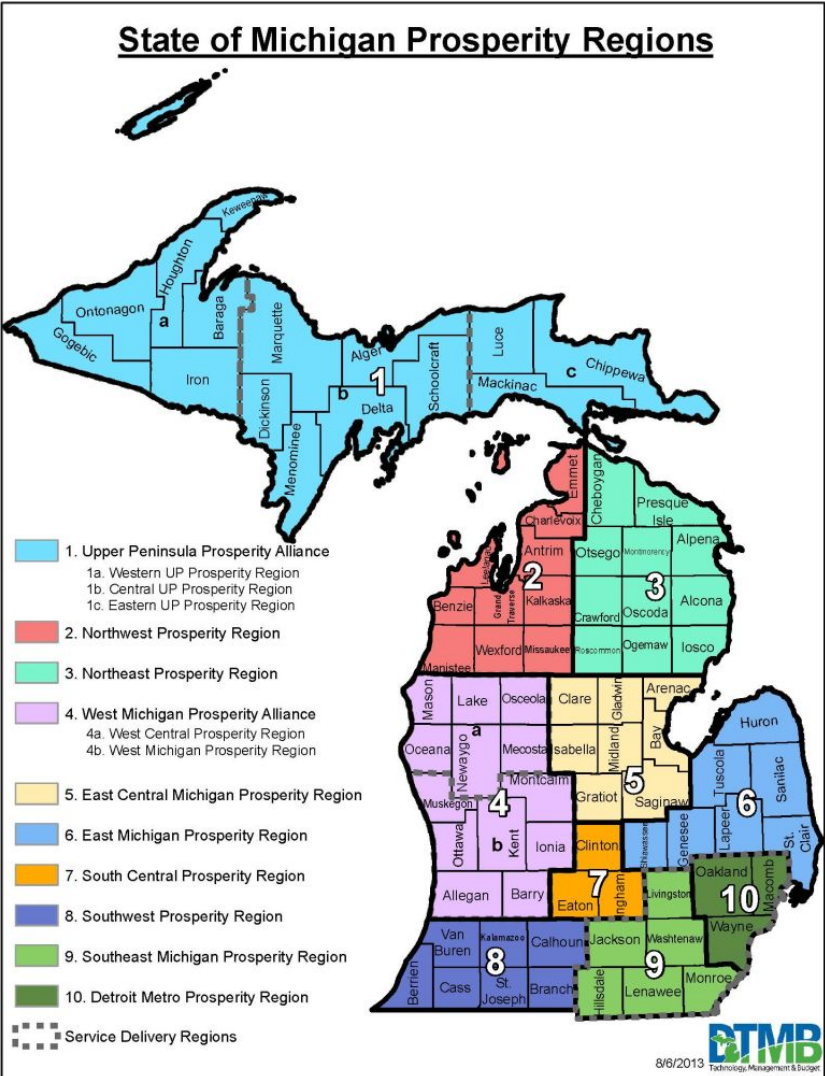 State of Michigan Prosperity Regions
Keweenaw
Houghton
Ontonagon
a
Baraga
Gogebic
Iron
Marquette
Dickinson
Menominee
Alger
1
b
Delta
Schoolcraft
Luce
Mackinac
c
Chippewa
Emmet
Cheboygan
Presque
Isle
Charlevoix
Antrim
Otsego
Montmorency
Alpena
Leelanau
2
3
Benzie
Grand
Traverse
Kalkaska
Crawford
Oscoda
Alcona
Manistee
Wexford
Missaukee
Roscommon
Ogemaw
Iosco
1. Upper Peninsula Prosperity Alliance
1a. Western UP Prosperity Region
1b. Central UP Prosperity Region
1c. Eastern UP Prosperity Region
2. Northwest Prosperity Region
3. Northeast Prosperity Region
4. West Michigan Prosperity Alliance
4a. West Central Prosperity Region
4b. West Michigan Prosperity Region
5. East Central Michigan Prosperity Region
6. East Michigan Prosperity Region
7. South Central Prosperity Region
8. Southwest Prosperity Region
9. Southeast Michigan Prosperity Region
10. Detroit Metro Prosperity Region
Service Delivery Regions
Mason
Lake
Osceola
Clare
Gladwin
Arenac
a
Oceana
Newaygo
Mecosta
Isabella
Midland
Bay
Huron
Montcalm
Gratiot
5
Saginaw
Tuscola
Sanilac
6
Muskegon
4
Ottawa
b
Kent
Ionia
Clinton
Shiawassee
Genesee
Lapeer
St.
Clair
Allegan
Barry
Eaton
7
Ingham
Livingston
Oakland
Macomb
10
Wayne
Van
Buren
Kalamazoo
Calhoun
Jackson
Washtenaw
8
9
Berrien
Cass
St.
Joseph
Branch
Hillsdale
Lenawee
Monroe
8/6/2013
DTMB
Technology, Management & Budget